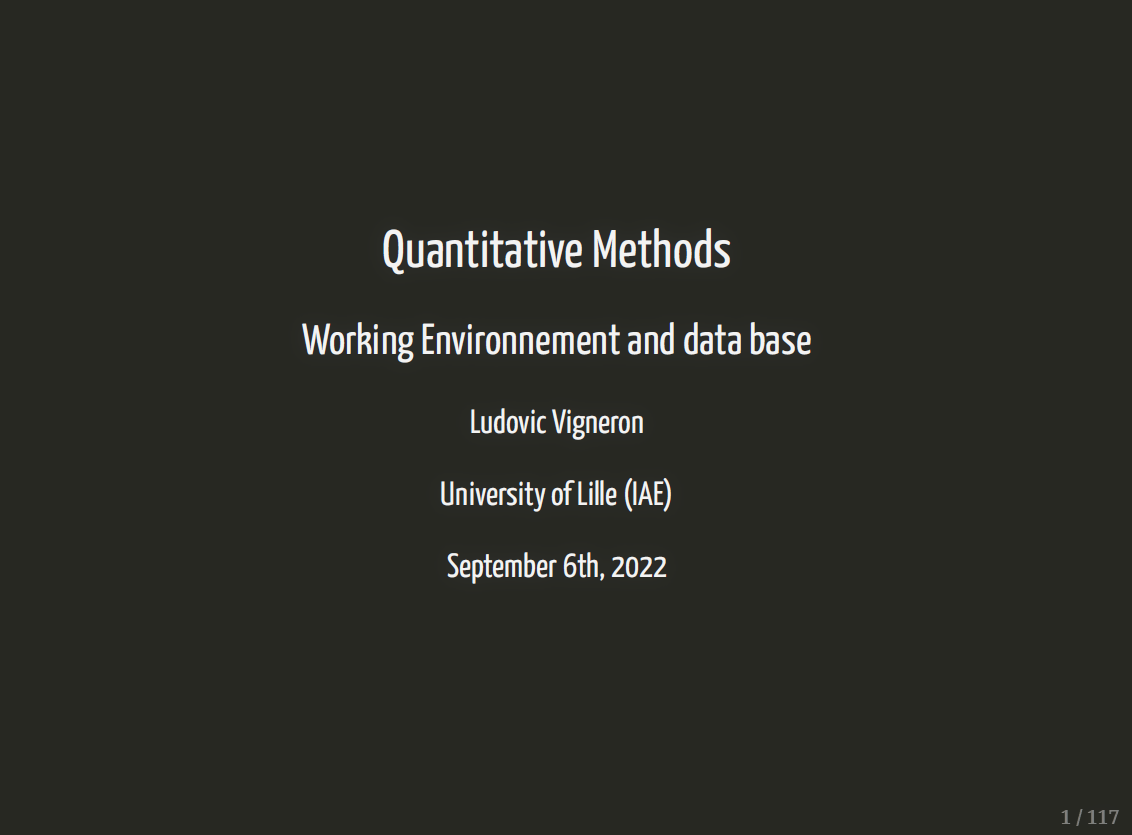 Quantitative Methods
Working Environnement and data base
Ludovic Vigneron
University of Lille (IAE)
September 6th, 2022
1 / 117